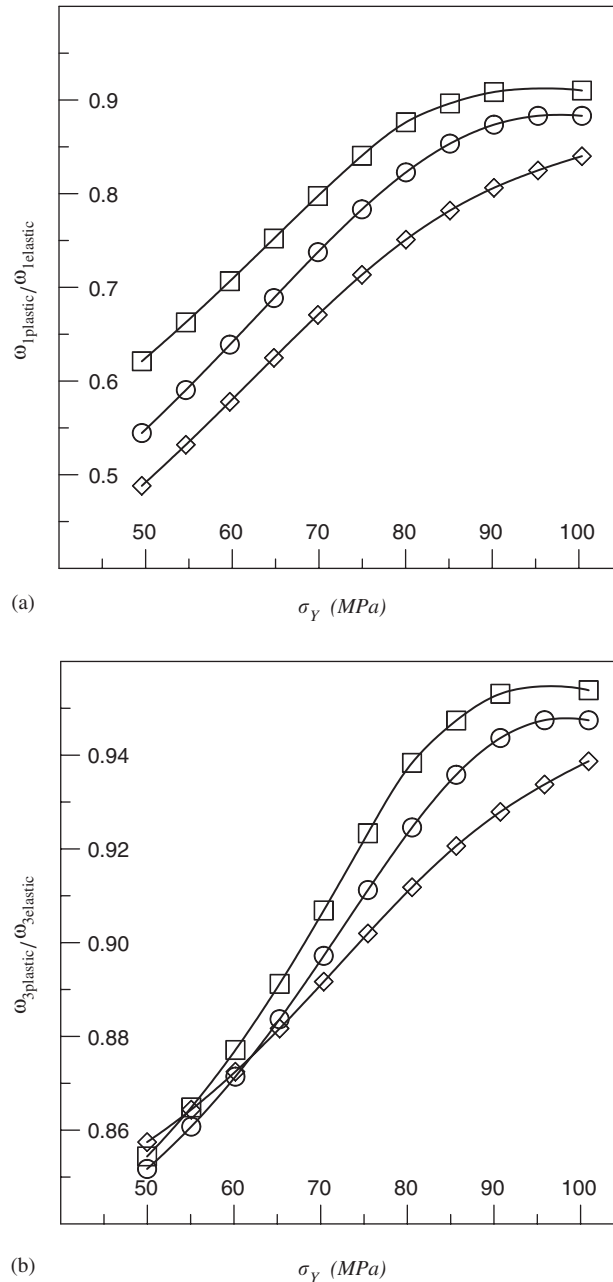 0.9
0.8
0.7
0.6
0.5
ω1plastic/ω1elastic
50 60 70 80 90 100
(a)
σY (MPa)
0.94
0.92
0.90
0.88
0.86
ω3plastic/ω3elastic
50 60 70 80 90 100
(b)
σY (MPa)